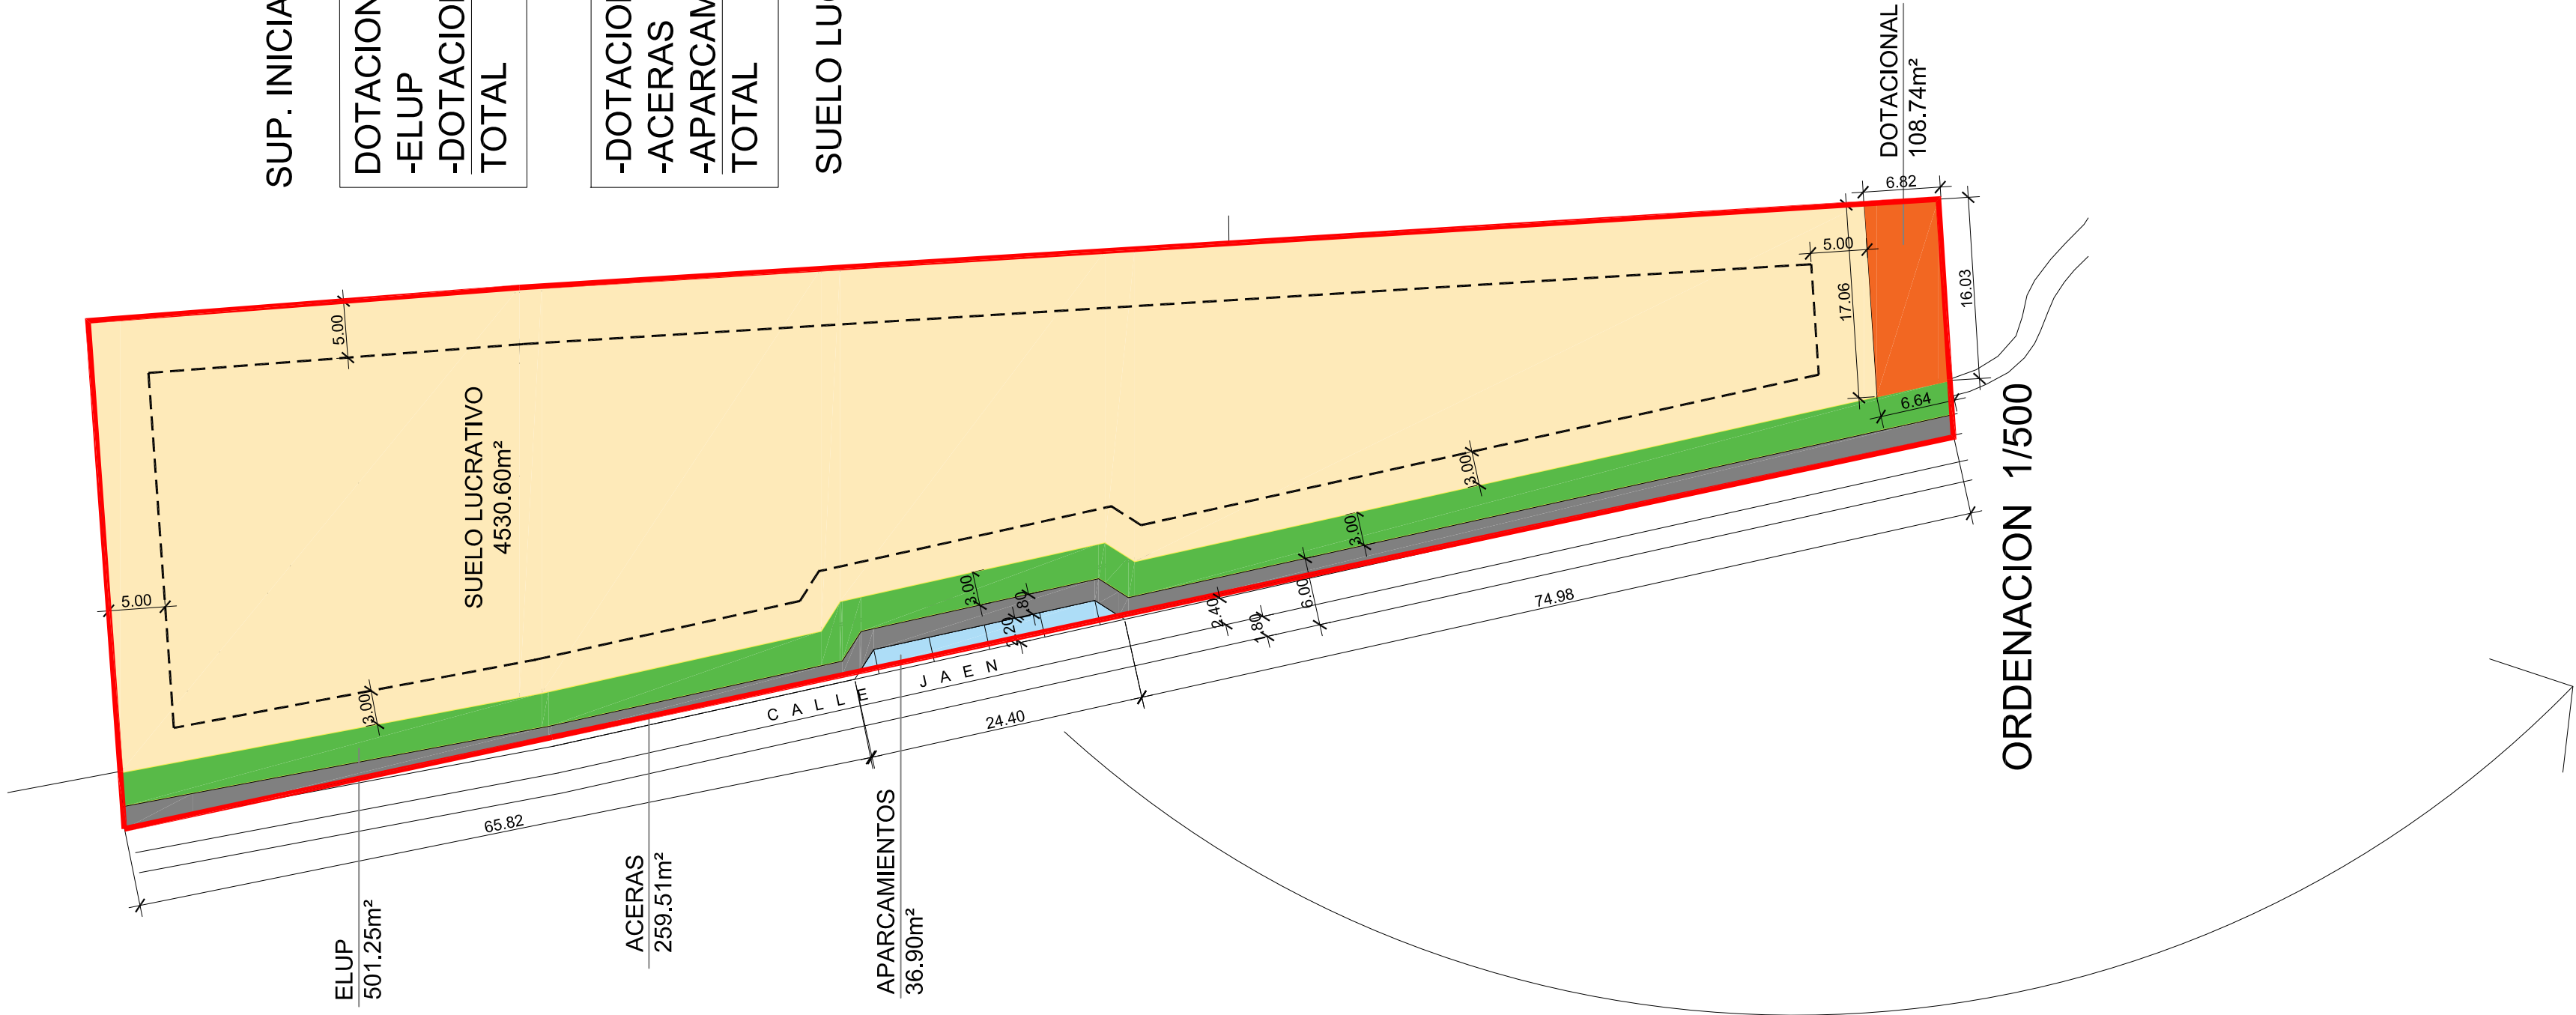 SUP. INICIA
DOTACION
-ELUP
-DOTACIO
TOTAL
-DOTACIO
-ACERAS
-APARCAM
TOTAL
SUELO LU
DOTACIONAL
108.74m²
6.82
5.00
17.06
16.03
6.64
5.00
SUELO LUCRATIVO
4530.60m²
5.00
3.00
3.00
3.00
3.00
1.80
2.20
2.40
1.80
6.00
CALLE JAEN
74.98
24.40
65.82
ELUP
501.25m²
ACERAS
259.51m²
APARCAMIENTOS
36.90m²
ORDENACION 1/500